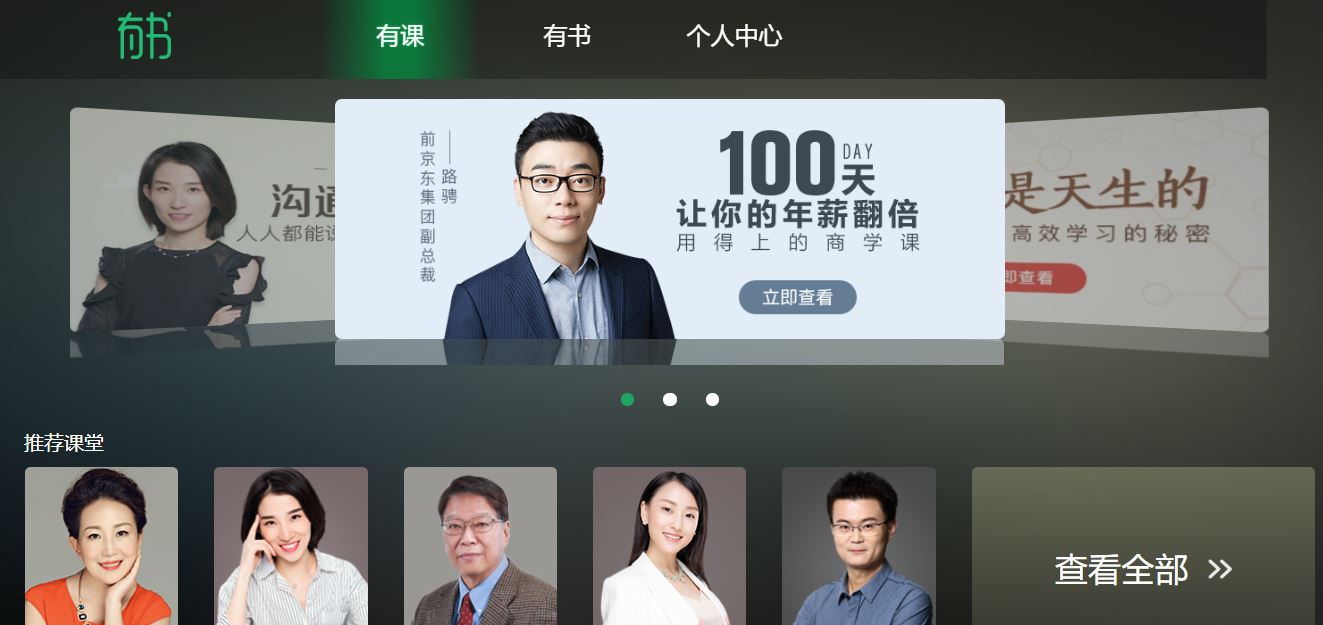 有书
有课
有书
个人中心
沟通
人人都能说
前京东集团副总裁
路骋
100天
DAY
让你的年薪翻倍
用得上的商学课
立即查看
是天生的
高效学习的秘密
即查看
推荐课堂
查看全部 »